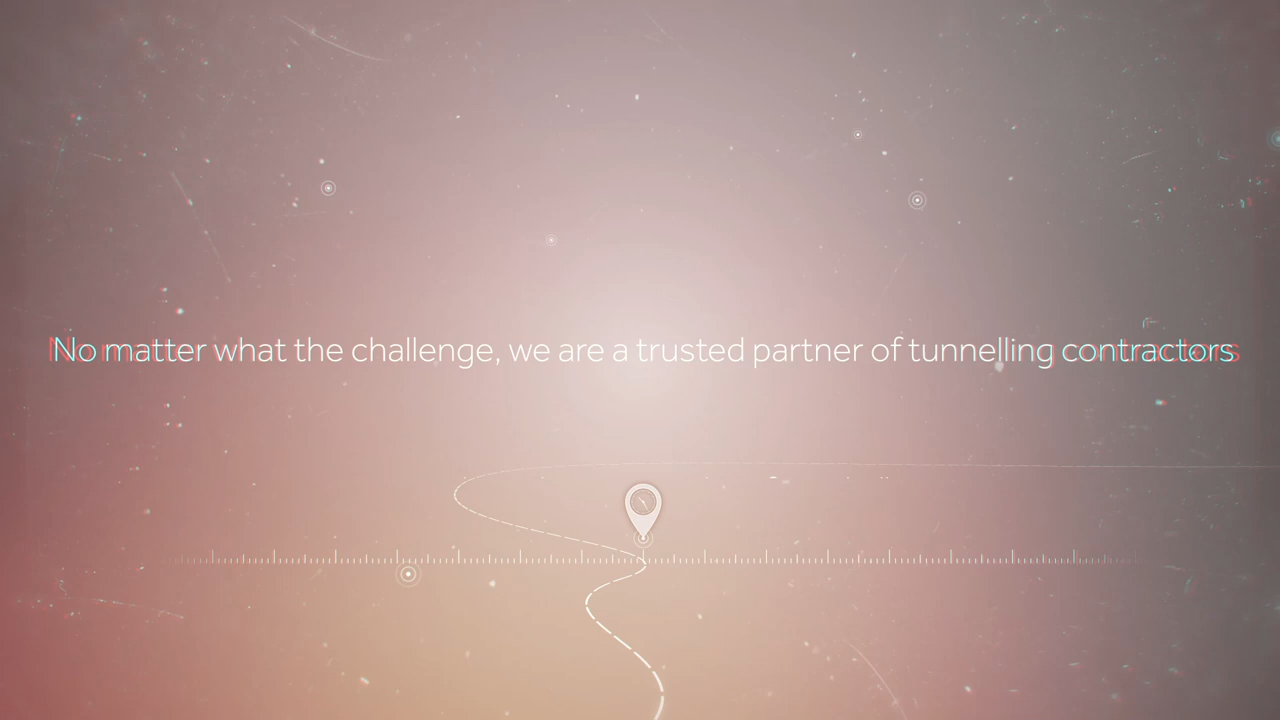 No matter what the challenge, we are a trusted partner of tunnelling contractors